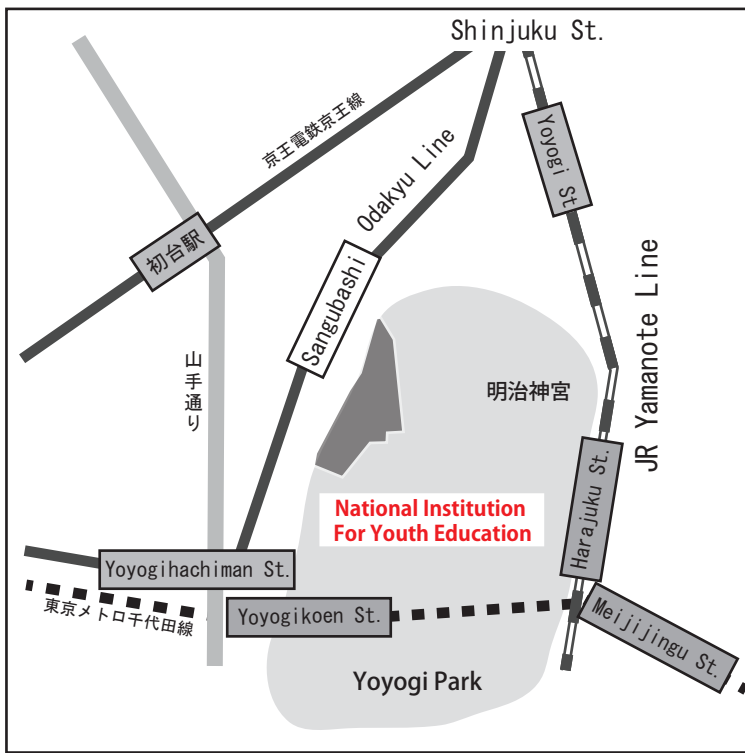 Shinjuku St.
京王電鉄京王線
Odakyu Line
Yoyogi St
初台駅
Sangubashi
JR Yamanote Line
山手通り
明治神宮
Harajuku St.
National Institution
For Youth Education
Yoyogihachiman St.
東京メトロ千代田線
Yoyogikoen St.
Meijijingu St.
Yoyogi Park